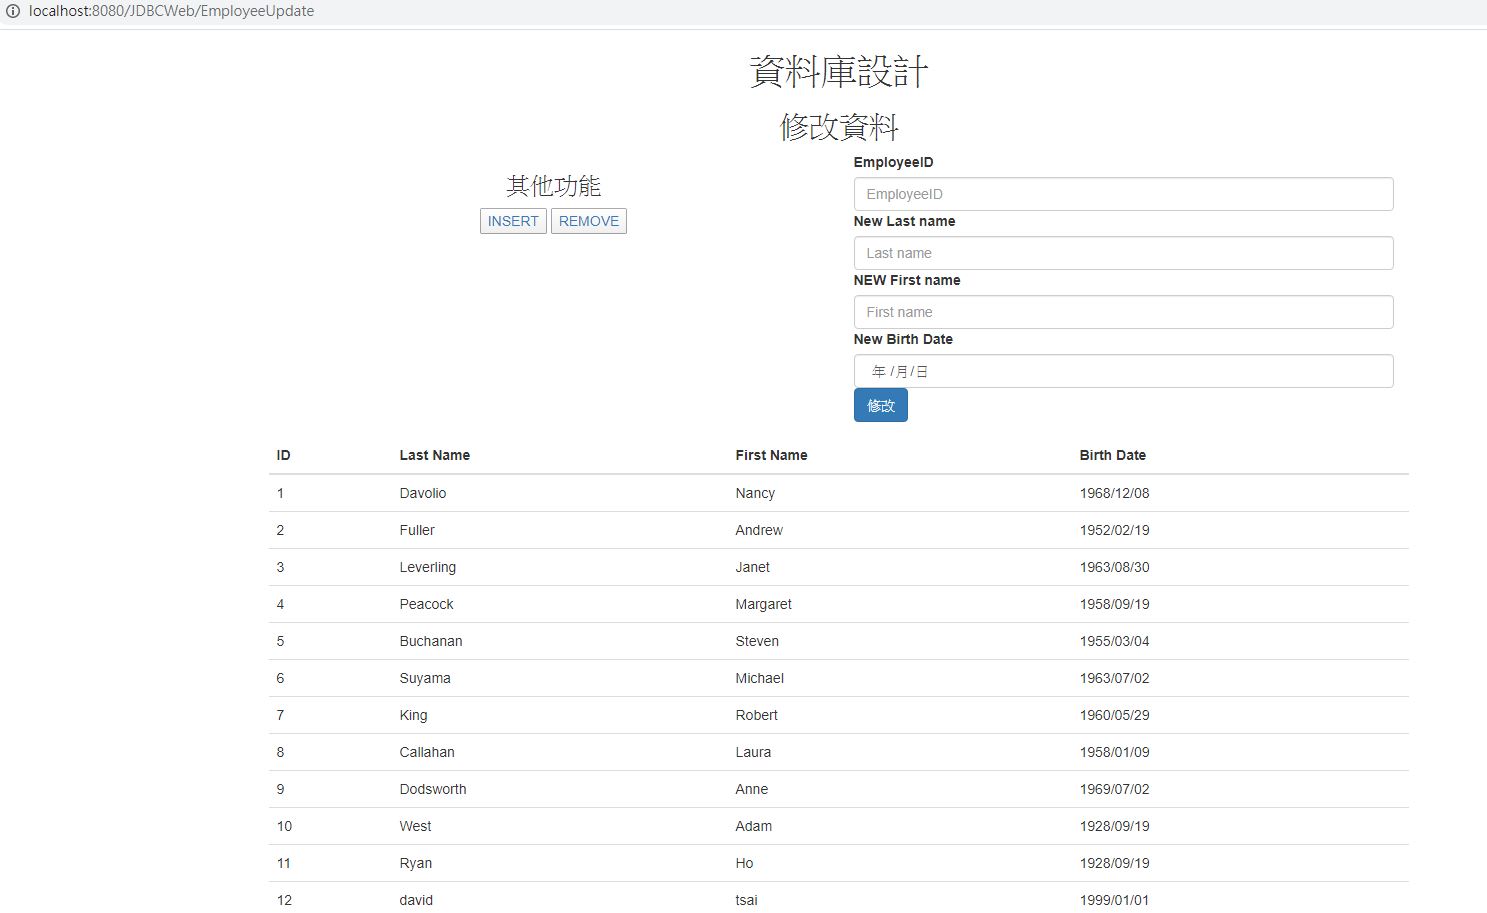 localhost:8080/JDBCWeb/EmployeeUpdate
資料庫設計
修改資料
其他功能
INSERT REMOVE
EmployeeID
EmployeeID
New Last name
Last name
NEW First name
First name
New Birth Date
年 /月/日
修改
ID Last Name First Name Birth Date
1 Davolio Nancy 1968/12/08
2 Fuller Andrew 1952/02/19
3 Leverling Janet 1963/08/30
4 Peacock Margaret 1958/09/19
5 Buchanan Steven 1955/03/04
6 Suyama Michael 1963/07/02
7 King Robert 1960/05/29
8 Callahan Laura 1958/01/09
9 Dodsworth Anne 1969/07/02
10 West Adam 1928/09/19
11 Ryan Ho 1928/09/19
12 david tsai 1999/01/01